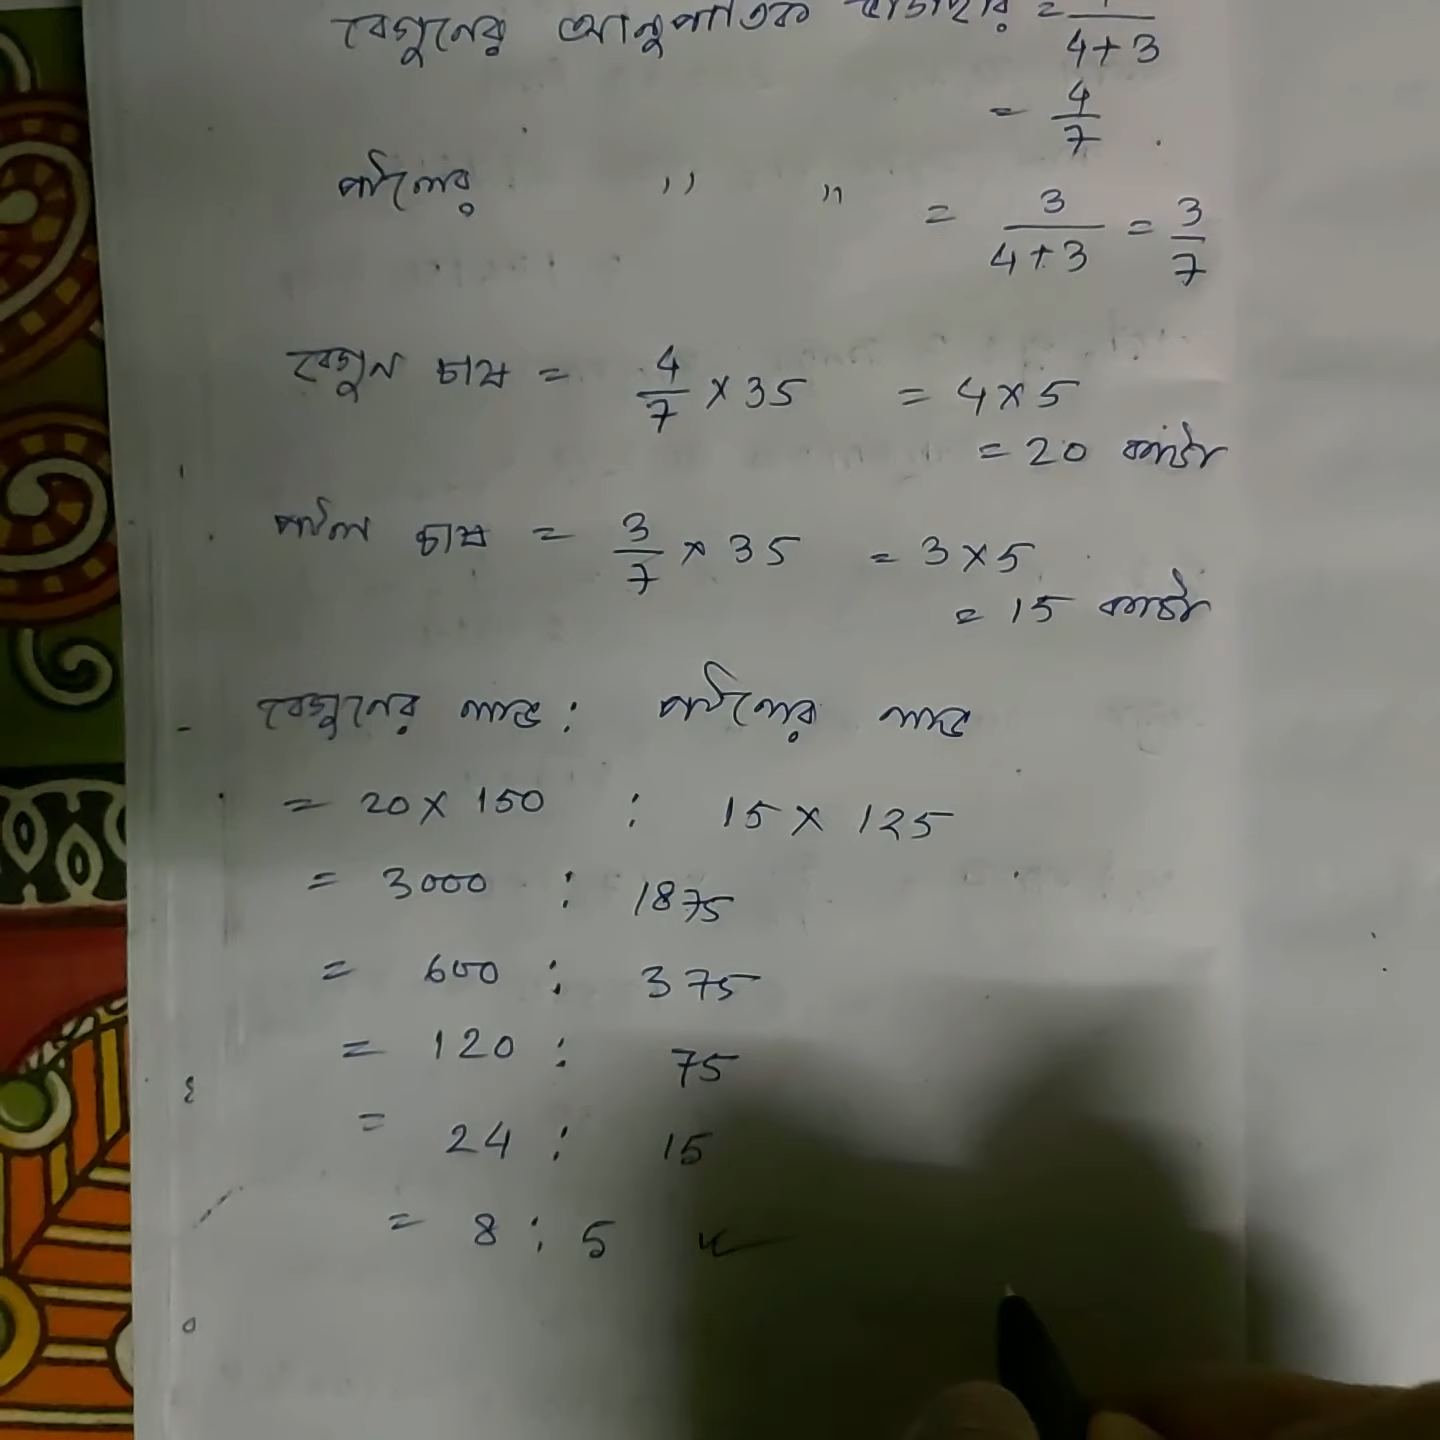 বেগুনের আনুপাতিক = 4/(4+3)
= 4/7
পটলের " " = 3/(4+3) = 3/7
বেগুন চাষ = 4/7 × 35 = 4×5
= 20 কাঠা
পটল চাষ = 3/7 × 35 = 3×5
= 15 কাঠা
বেগুনের লাভ : পটলের লাভ
= 20 × 150 : 15 × 125
= 3000 : 1875
= 600 : 375
= 120 : 75
= 24 : 15
= 8 : 5